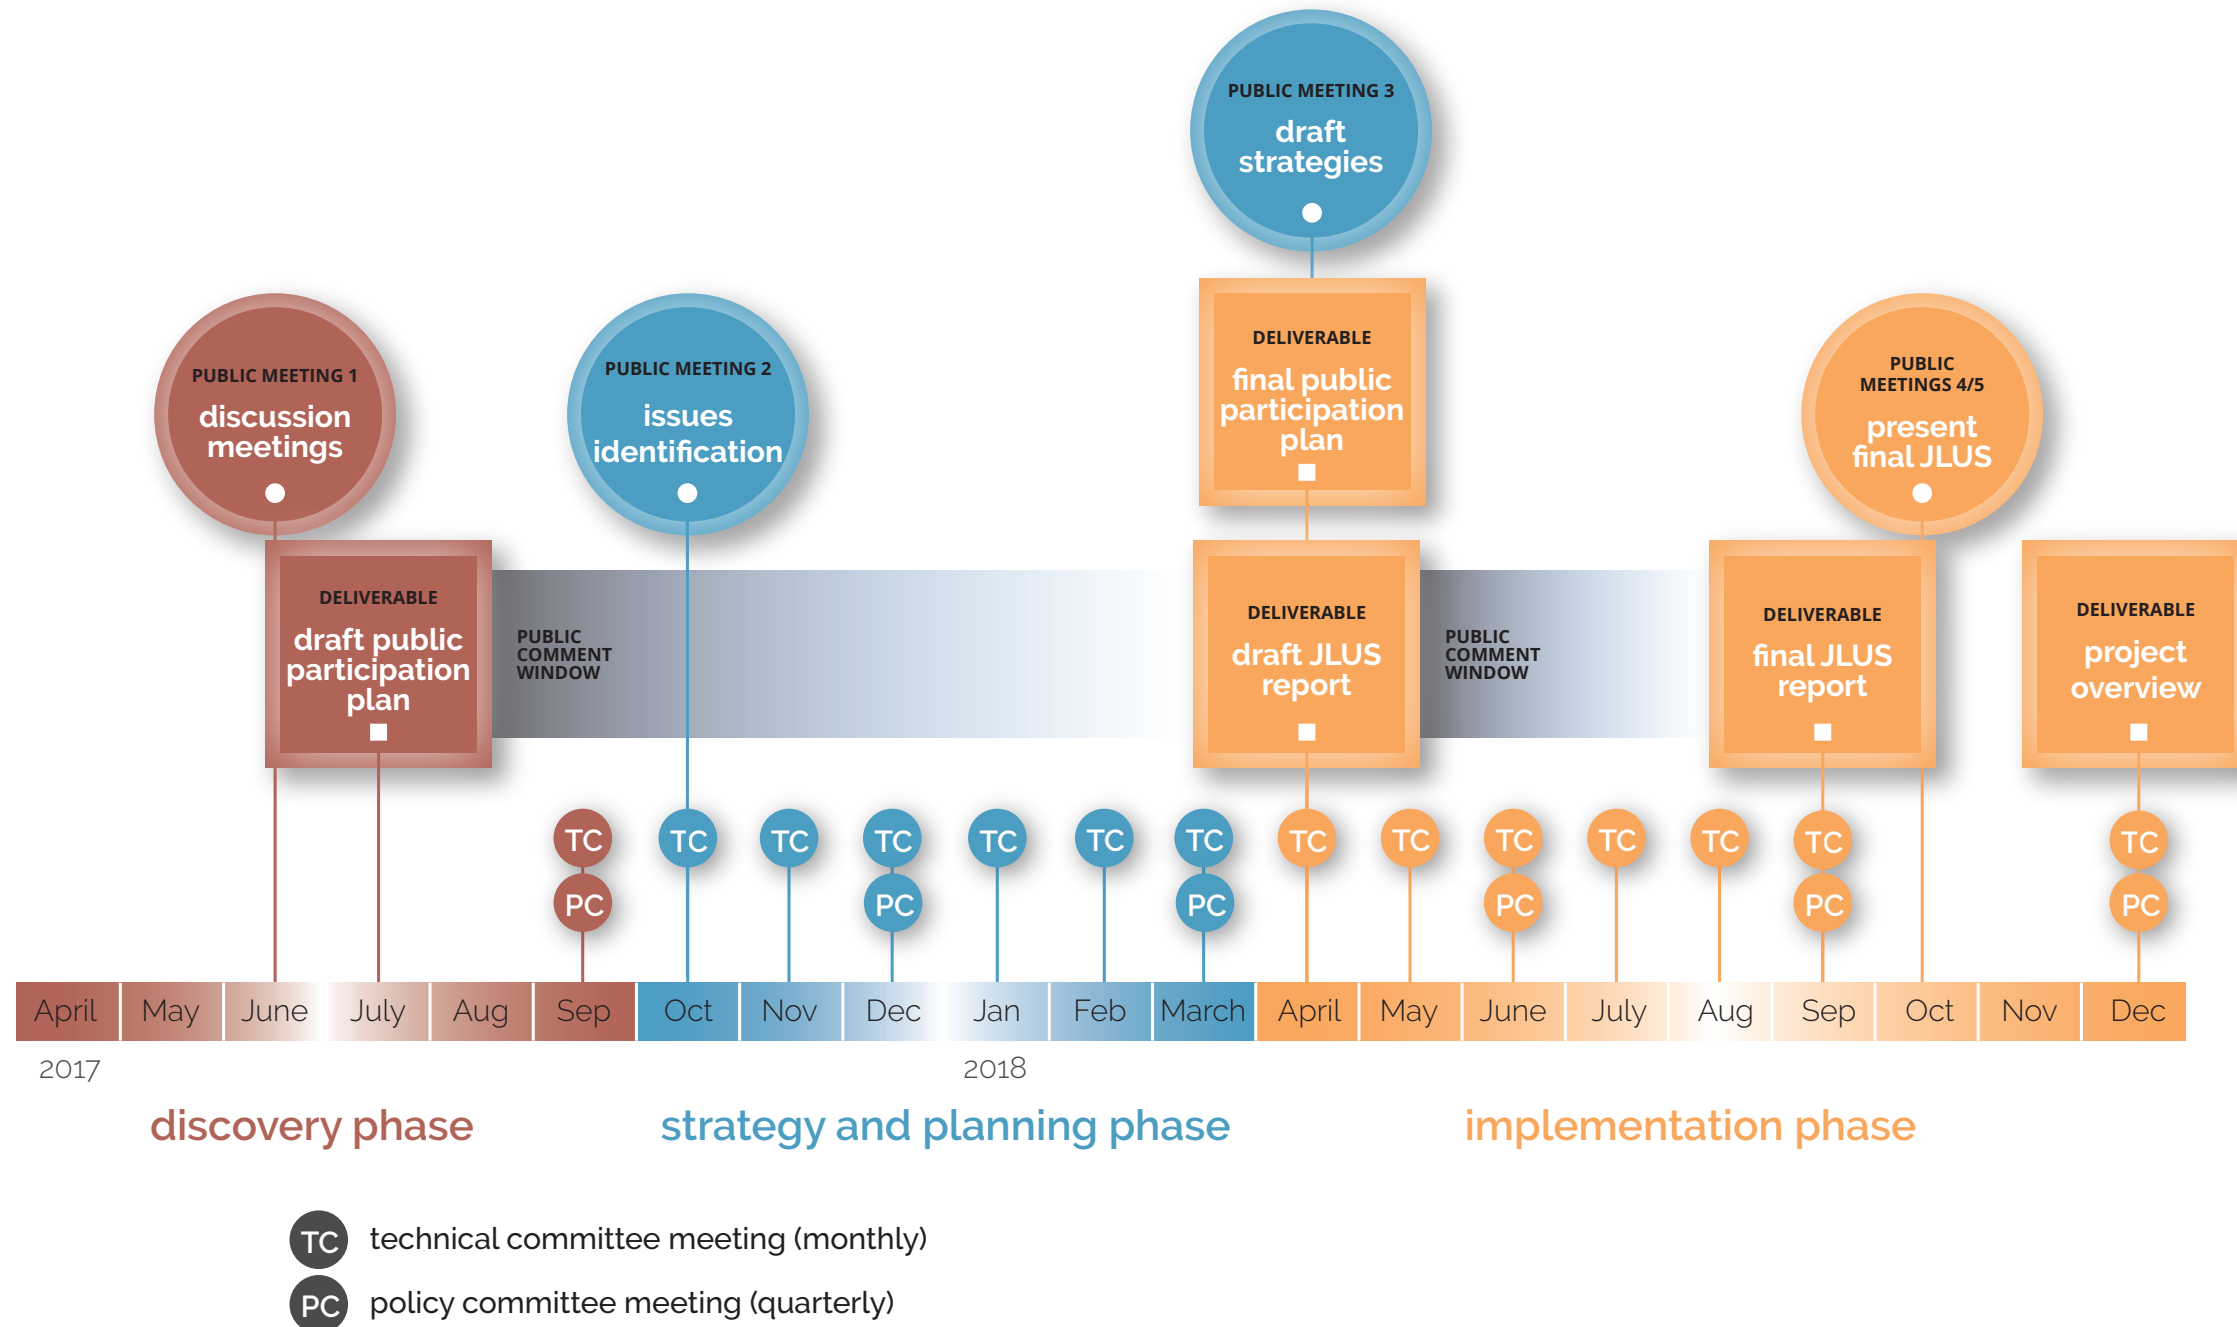 PUBLIC MEETING 3
draft
strategies
PUBLIC MEETING 1
discussion
meetings
PUBLIC MEETING 2
issues
identification
DELIVERABLE
final public
participation
plan
PUBLIC
MEETINGS 4/5
present
final JLUS
DELIVERABLE
draft public
participation
plan
PUBLIC
COMMENT
WINDOW
DELIVERABLE
draft JLUS
report
PUBLIC
COMMENT
WINDOW
DELIVERABLE
final JLUS
report
DELIVERABLE
project
overview
TC TC TC TC TC TC TC TC TC TC TC TC TC TC
PC PC PC PC PC PC
April May June July Aug Sep Oct Nov Dec Jan Feb March April May June July Aug Sep Oct Nov Dec
2017 2018
discovery phase strategy and planning phase implementation phase
TC technical committee meeting (monthly)
PC policy committee meeting (quarterly)